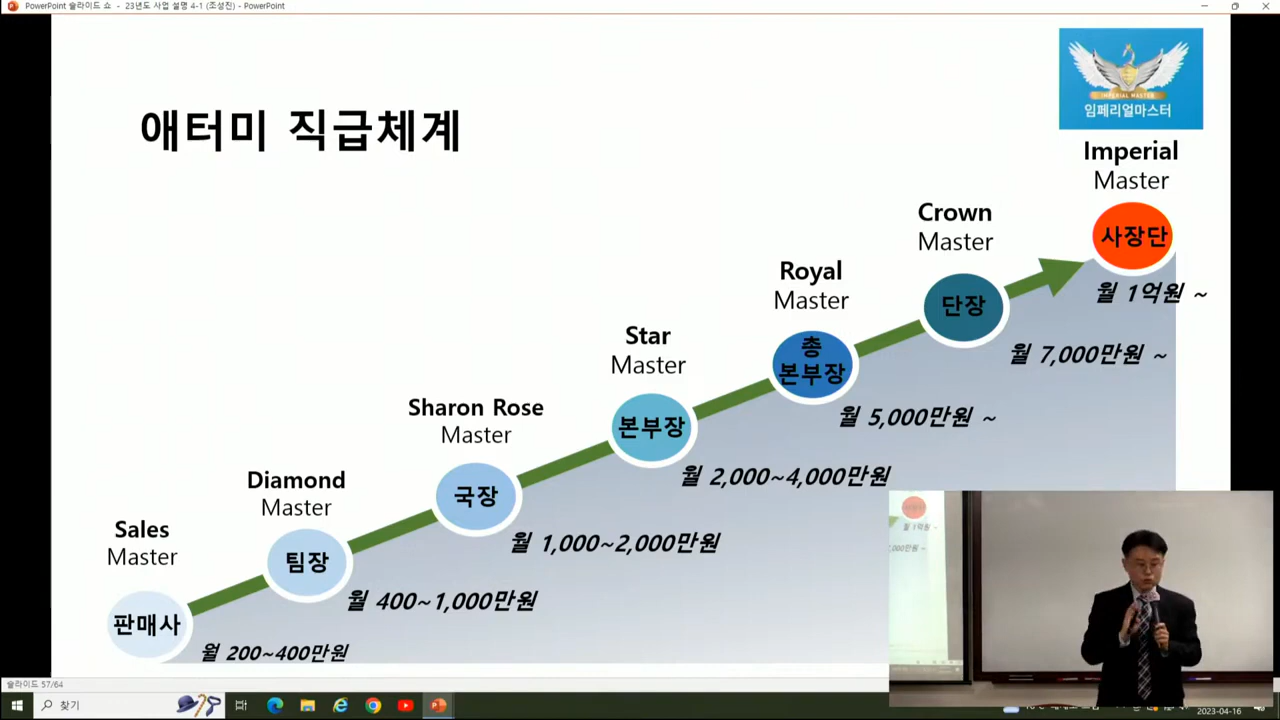 PowerPoint 슬라이드 쇼 - 23년도 사업 설명 4-1 (조성진) - PowerPoint
애터미 직급체계
IMPERIAL MASTER
임페리얼마스터
Imperial
Master
사장단
월 1억원 ~
Crown
Master
단장
월 7,000만원 ~
Royal
Master
총
본부장
월 5,000만원 ~
Star
Master
본부장
월 2,000~4,000만원
Sharon Rose
Master
국장
월 1,000~2,000만원
Diamond
Master
팀장
월 400~1,000만원
Sales
Master
판매사
월 200~400만원
월 1억원 ~
슬라이드 57/64
찾기
2023-04-16